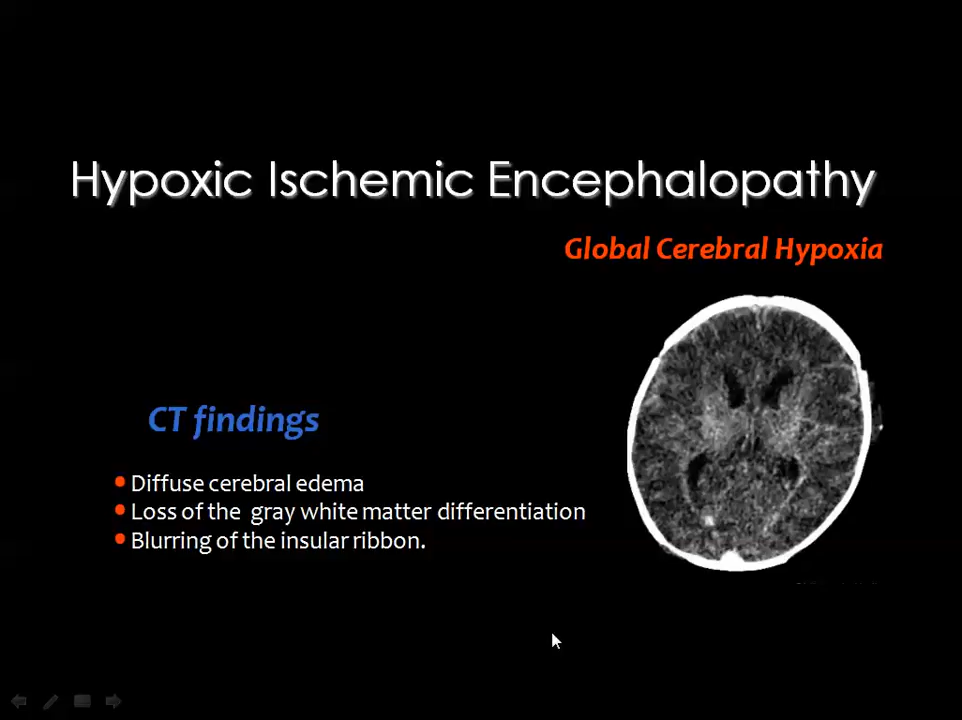 Hypoxic Ischemic Encephalopathy
Global Cerebral Hypoxia
CT findings
• Diffuse cerebral edema
• Loss of the gray white matter differentiation
• Blurring of the insular ribbon.